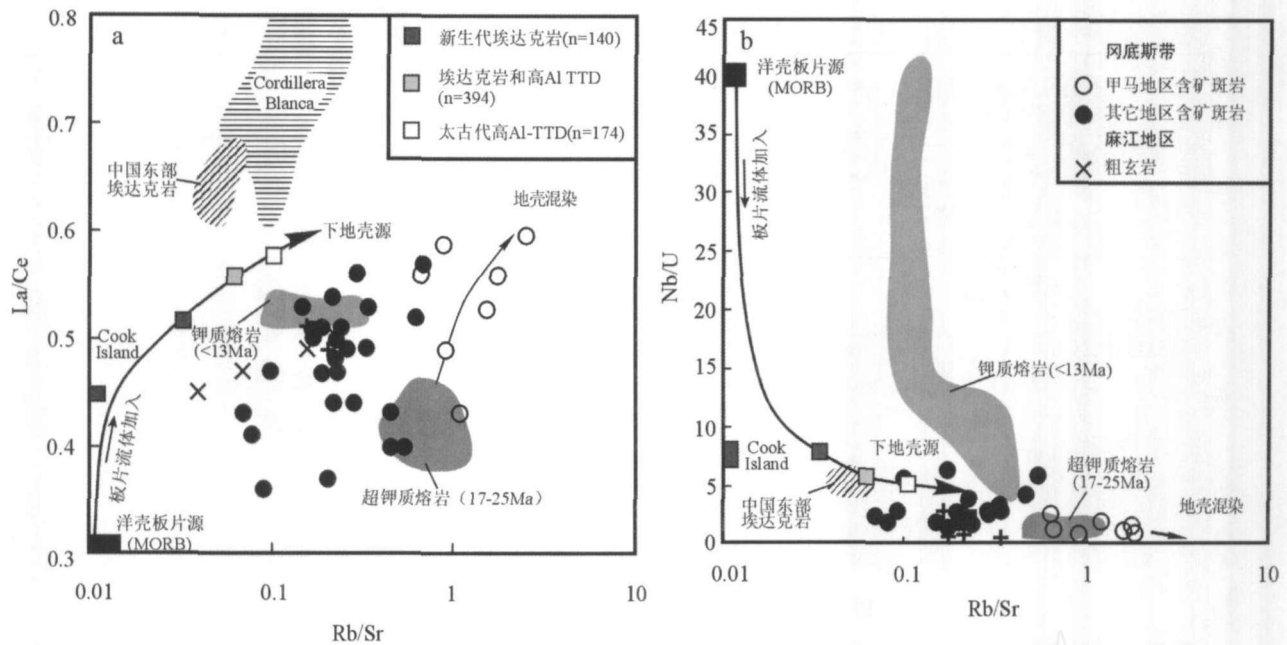 a
0.8
0.7
0.6
0.5
0.4
0.3
La/Ce
0.01
0.1
1
10
Rb/Sr
新生代埃达克岩(n=140)
埃达克岩和高Al TTD
(n=394)
太古代高Al-TTD(n=174)
Cordillera
Blanca
中国东部
埃达克岩
下地壳源
地壳混染
Cook
Island
钾质熔岩
(<13Ma)
板片流体加入
超钾质熔岩（17-25Ma）
洋壳板片源
(MORB)
b
45
40
35
30
25
20
15
10
5
0
Nb/U
0.01
0.1
1
10
Rb/Sr
冈底斯带
甲马地区含矿斑岩
其它地区含矿斑岩
麻江地区
粗玄岩
洋壳板片源
(MORB)
板片流体加入
钾质熔岩(<13Ma)
Cook
Island
下地壳源
中国东部
埃达克岩
超钾质熔岩
(17-25Ma)
地壳混染